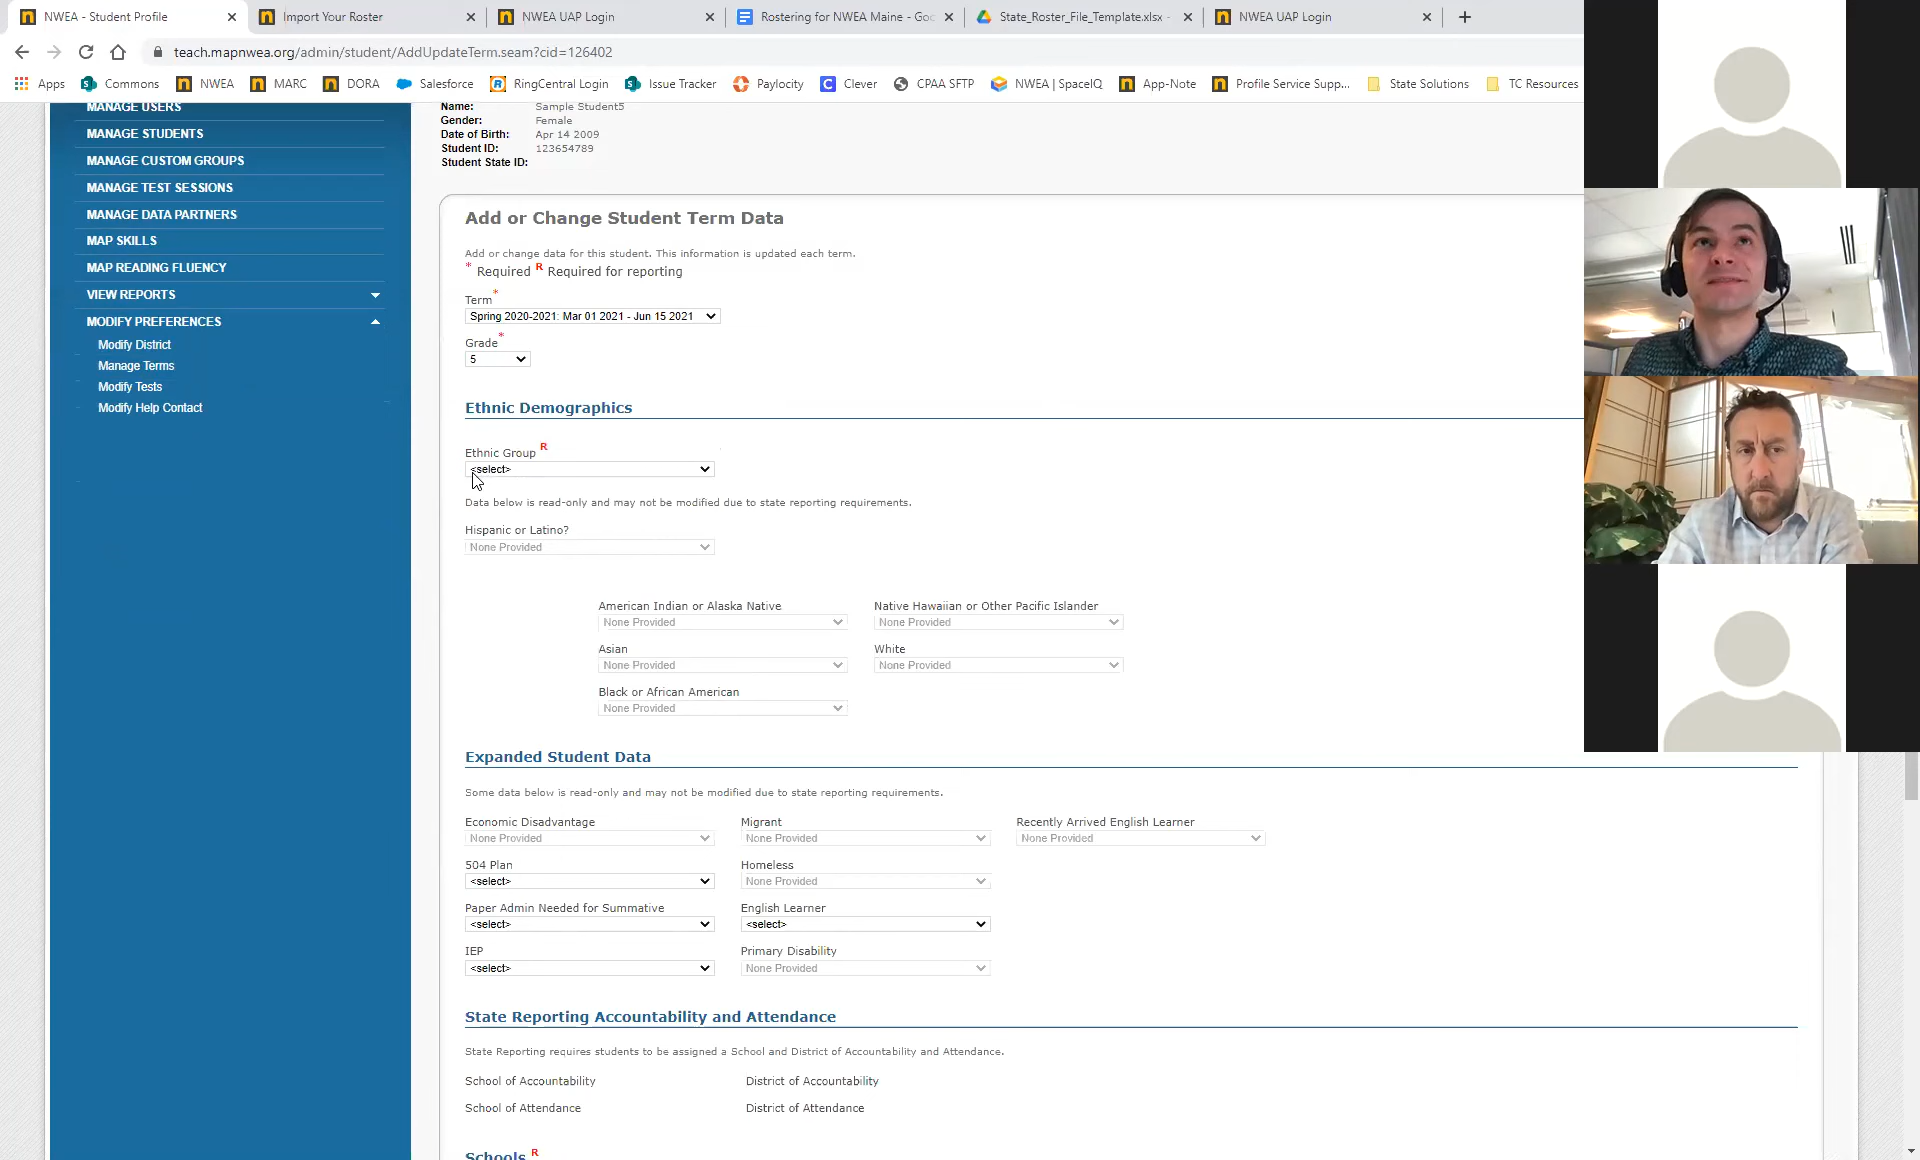 NWEA - Student Profile
Import Your Roster
NWEA UAP Login
Rostering for NWEA Maine - Goo
State_Roster_File_Template.xlsx -
NWEA UAP Login
teach.mapnwea.org/admin/student/AddUpdateTerm.seam?cid=126402
Apps Commons NWEA MARC DORA Salesforce RingCentral Login Issue Tracker Paylocity Clever CPAA SFTP NWEA | SpaceIQ App-Note Profile Service Supp... State Solutions TC Resources
MANAGE USERS
MANAGE STUDENTS
MANAGE CUSTOM GROUPS
MANAGE TEST SESSIONS
MANAGE DATA PARTNERS
MAP SKILLS
MAP READING FLUENCY
VIEW REPORTS
MODIFY PREFERENCES
Modify District
Manage Terms
Modify Tests
Modify Help Contact
Name: Sample Student5
Gender: Female
Date of Birth: Apr 14 2009
Student ID: 123654789
Student State ID:
Add or Change Student Term Data
Add or change data for this student. This information is updated each term.
* Required R Required for reporting
Term *
Spring 2020-2021: Mar 01 2021 - Jun 15 2021
Grade *
5
Ethnic Demographics
Ethnic Group R
<select>
Data below is read-only and may not be modified due to state reporting requirements.
Hispanic or Latino?
None Provided
American Indian or Alaska Native Native Hawaiian or Other Pacific Islander
None Provided None Provided
Asian White
None Provided None Provided
Black or African American
None Provided
Expanded Student Data
Some data below is read-only and may not be modified due to state reporting requirements.
Economic Disadvantage Migrant Recently Arrived English Learner
None Provided None Provided None Provided
504 Plan Homeless
<select> None Provided
Paper Admin Needed for Summative English Learner
<select> <select>
IEP Primary Disability
<select> None Provided
State Reporting Accountability and Attendance
State Reporting requires students to be assigned a School and District of Accountability and Attendance.
School of Accountability District of Accountability
School of Attendance District of Attendance
Schools R